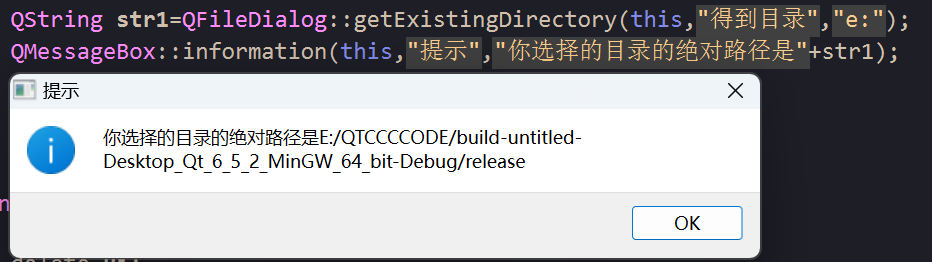 QString str1=QFileDialog::getExistingDirectory(this,"得到目录","e:");
QMessageBox::information(this,"提示","你选择的目录的绝对路径是"+str1);
提示
你选择的目录的绝对路径是E:/QTCCCCODE/build-untitled-
Desktop_Qt_6_5_2_MinGW_64_bit-Debug/release
OK